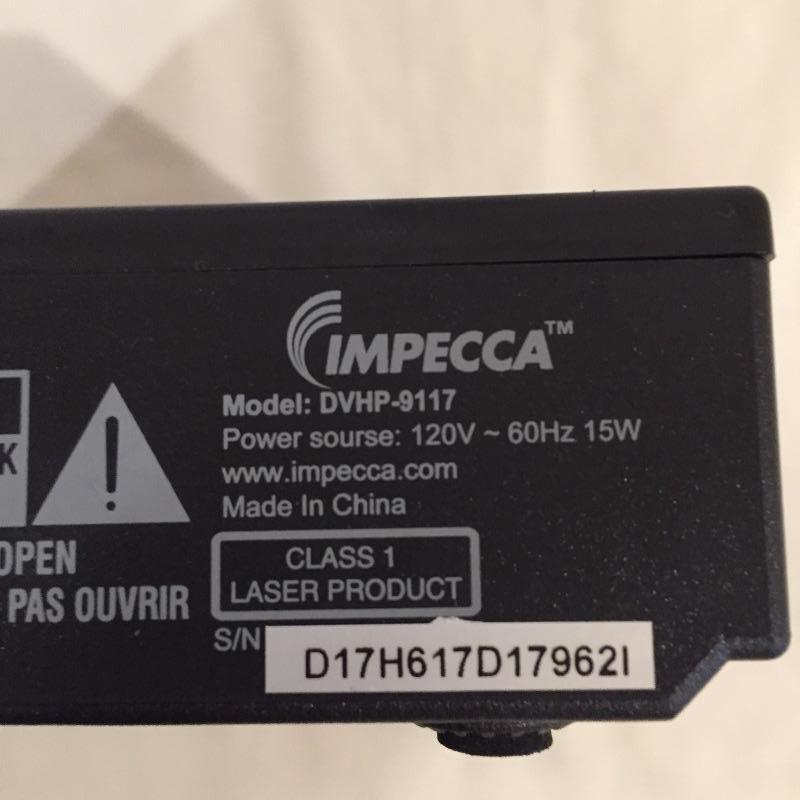 IMPECCA™
Model: DVHP-9117
Power sourse: 120V ~ 60Hz 15W
www.impecca.com
Made In China
K
OPEN
PAS OUVRIR
CLASS 1
LASER PRODUCT
S/N
D17H617D17962I